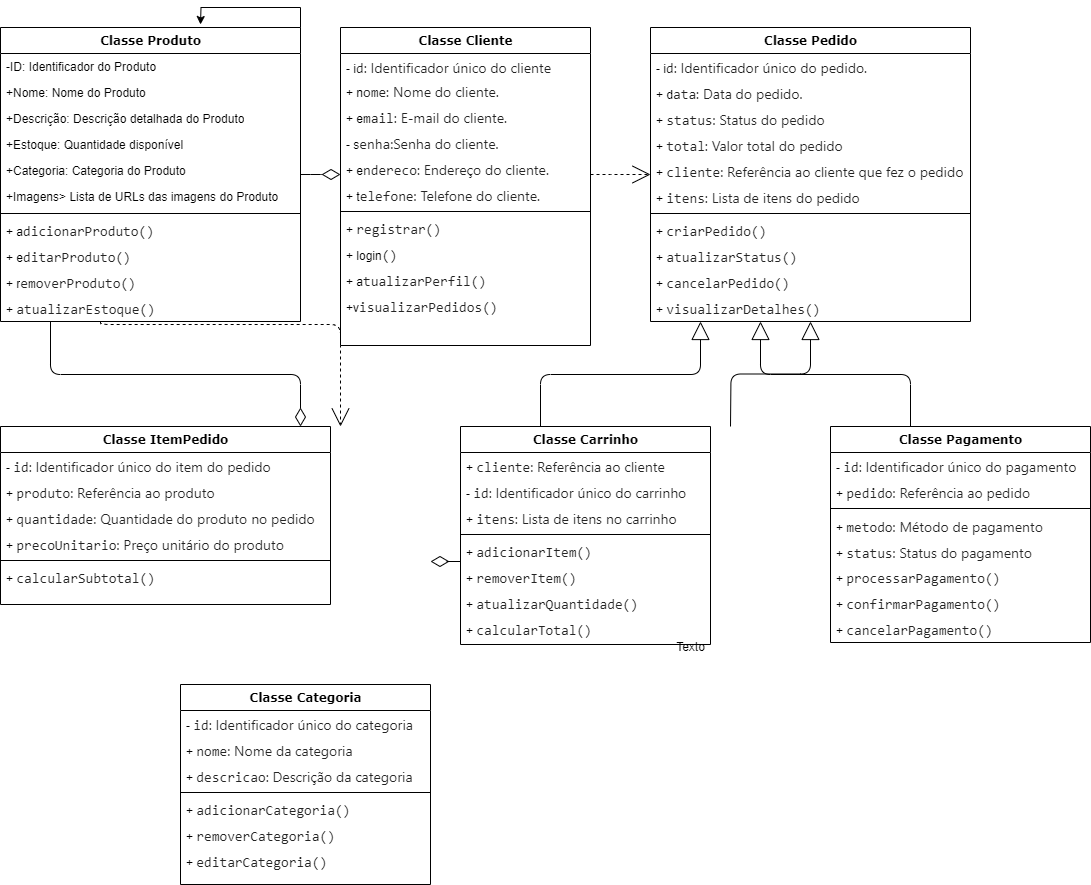 Classe Produto
-ID: Identificador do Produto
+Nome: Nome do Produto
+Descrição: Descrição detalhada do Produto
+Estoque: Quantidade disponível
+Categoria: Categoria do Produto
+Imagens> Lista de URLs das imagens do Produto
+ adicionarProduto()
+ editarProduto()
+ removerProduto()
+ atualizarEstoque()
Classe Cliente
- id: Identificador único do cliente
+ nome: Nome do cliente.
+ email: E-mail do cliente.
- senha:Senha do cliente.
+ endereco: Endereço do cliente.
+ telefone: Telefone do cliente.
+ registrar()
+ login()
+ atualizarPerfil()
+visualizarPedidos()
Classe Pedido
- id: Identificador único do pedido.
+ data: Data do pedido.
+ status: Status do pedido
+ total: Valor total do pedido
+ cliente: Referência ao cliente que fez o pedido
+ itens: Lista de itens do pedido
+ criarPedido()
+ atualizarStatus()
+ cancelarPedido()
+ visualizarDetalhes()
Classe ItemPedido
- id: Identificador único do item do pedido
+ produto: Referência ao produto
+ quantidade: Quantidade do produto no pedido
+ precoUnitario: Preço unitário do produto
+ calcularSubtotal()
Classe Carrinho
+ cliente: Referência ao cliente
- id: Identificador único do carrinho
+ itens: Lista de itens no carrinho
+ adicionarItem()
+ removerItem()
+ atualizarQuantidade()
+ calcularTotal()
Texto
Classe Pagamento
- id: Identificador único do pagamento
+ pedido: Referência ao pedido
+ metodo: Método de pagamento
+ status: Status do pagamento
+ processarPagamento()
+ confirmarPagamento()
+ cancelarPagamento()
Classe Categoria
- id: Identificador único do categoria
+ nome: Nome da categoria
+ descricao: Descrição da categoria
+ adicionarCategoria()
+ removerCategoria()
+ editarCategoria()